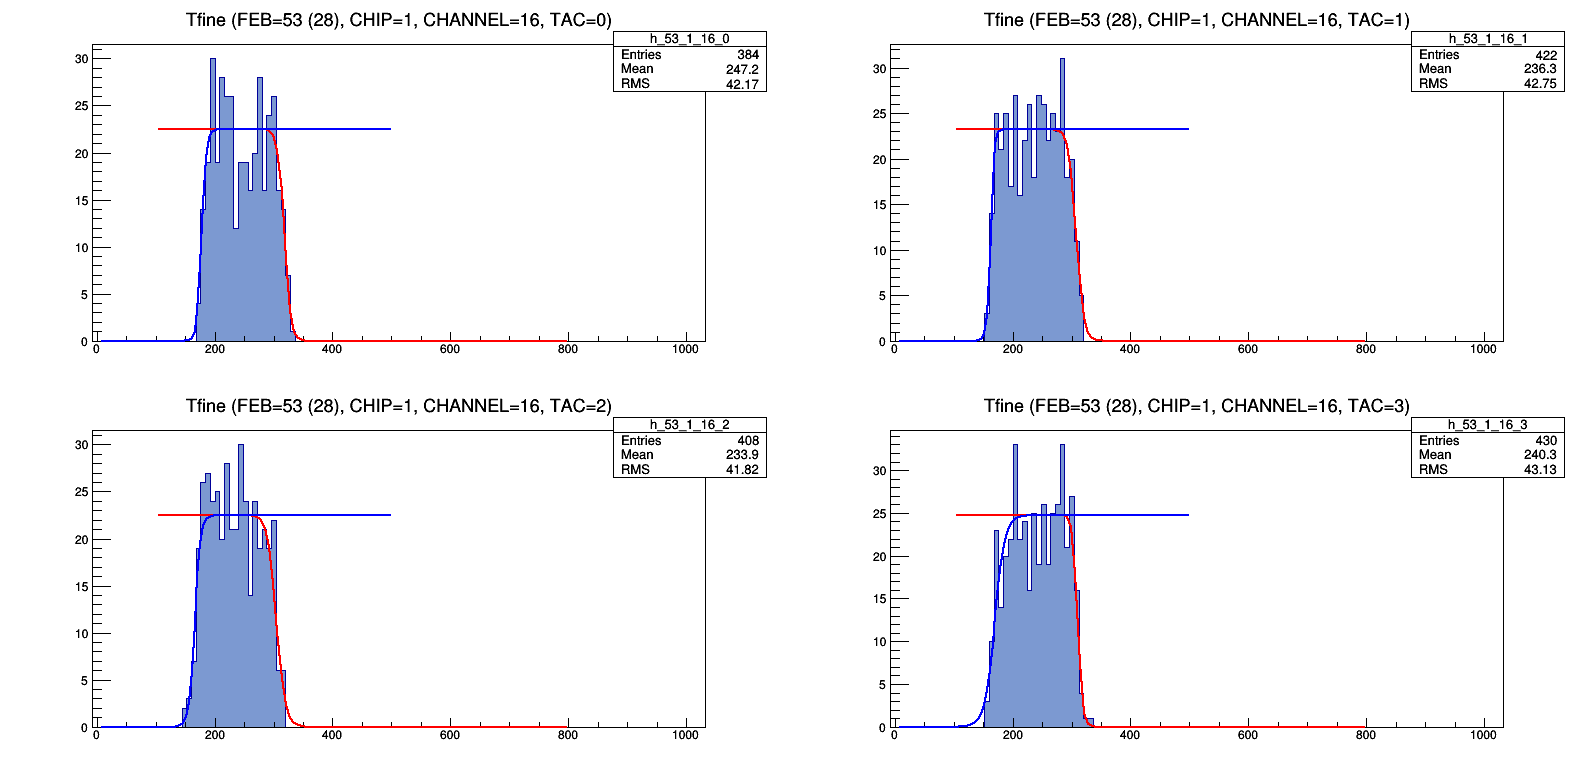 Tfine (FEB=53 (28), CHIP=1, CHANNEL=16, TAC=0)
h_53_1_16_0
Entries 384
Mean 247.2
RMS 42.17
30
25
20
15
10
5
0
0 200 400 600 800 1000
Tfine (FEB=53 (28), CHIP=1, CHANNEL=16, TAC=1)
h_53_1_16_1
Entries 422
Mean 236.3
RMS 42.75
30
25
20
15
10
5
0
0 200 400 600 800 1000
Tfine (FEB=53 (28), CHIP=1, CHANNEL=16, TAC=2)
h_53_1_16_2
Entries 408
Mean 233.9
RMS 41.82
30
25
20
15
10
5
0
0 200 400 600 800 1000
Tfine (FEB=53 (28), CHIP=1, CHANNEL=16, TAC=3)
h_53_1_16_3
Entries 430
Mean 240.3
RMS 43.13
30
25
20
15
10
5
0
0 200 400 600 800 1000